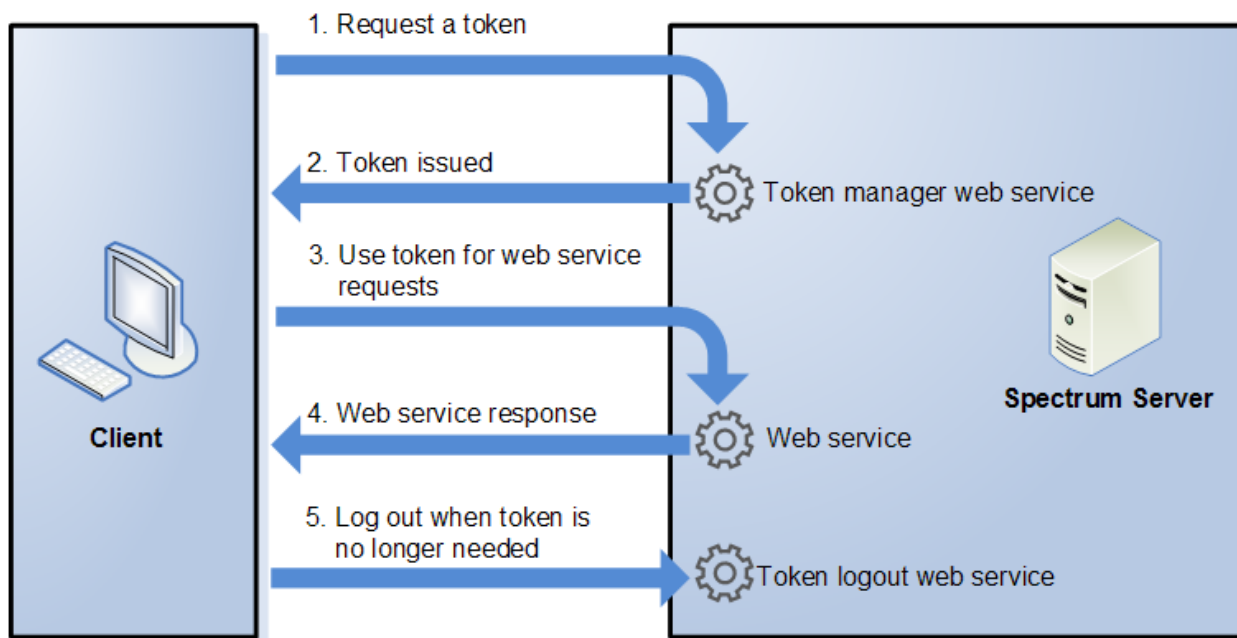 1. Request a token
2. Token issued
Token manager web service
3. Use token for web service
requests
Spectrum Server
4. Web service response
Client
Web service
5. Log out when token is
no longer needed
Token logout web service